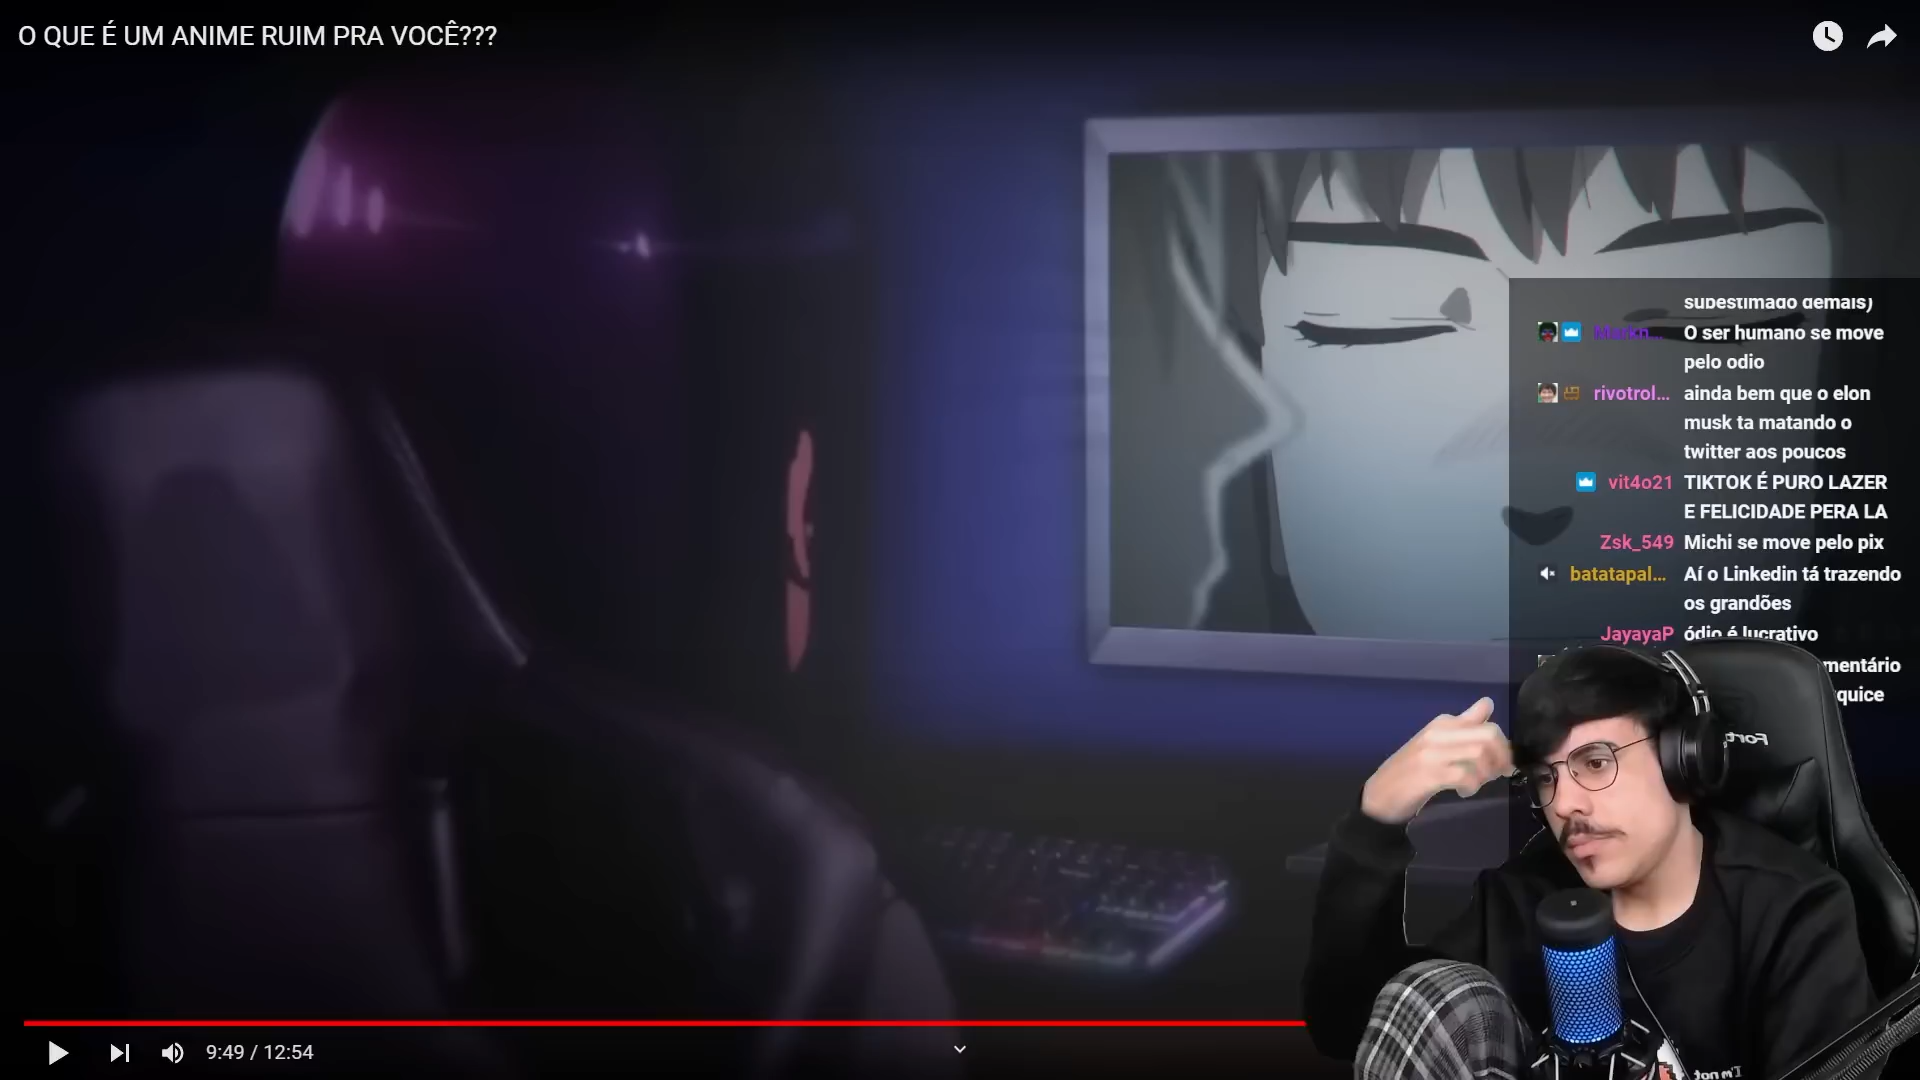 O QUE É UM ANIME RUIM PRA VOCÊ???
subestimado demais)
O ser humano se move
pelo odio
rivotrol... ainda bem que o elon
musk ta matando o
twitter aos poucos
vit4o21 TIKTOK É PURO LAZER
E FELICIDADE PERA LA
Zsk_549 Michi se move pelo pix
batatapal... Aí o Linkedin tá trazendo
os grandões
JayayaP ódio é lucrativo
mentário
quice
Fort
I'm not
9:49 / 12:54